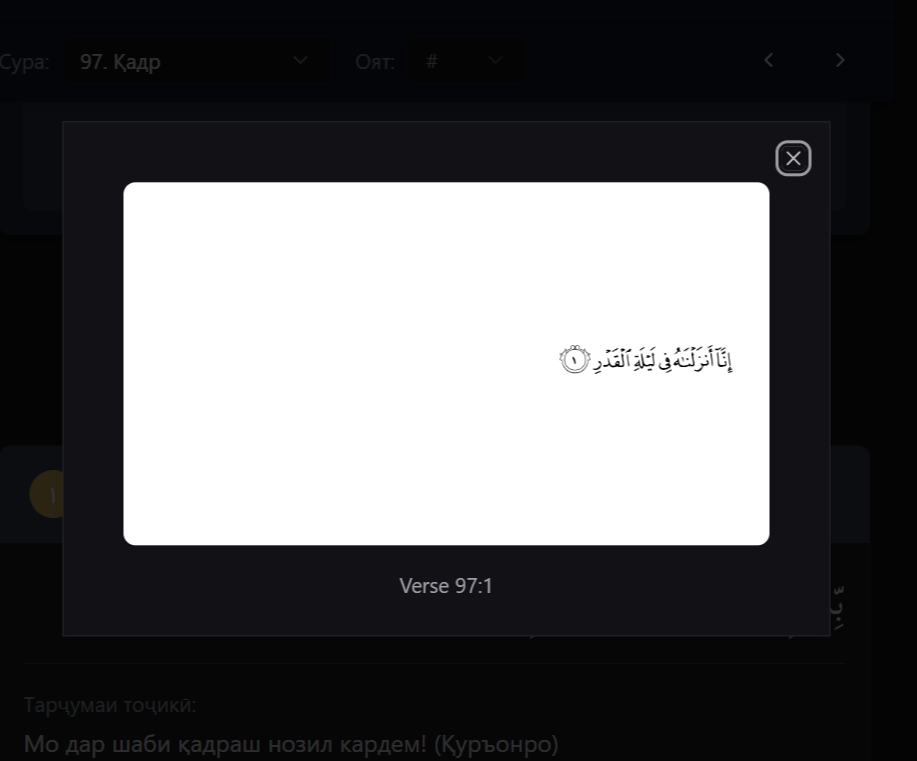 Сура: 97. Қадр Оят: #
إِنَّآ أَنزَلْنَـٰهُ فِى لَيْلَةِ ٱلْقَدْرِ ١
Verse 97:1
١
Тарҷумаи тоҷикӣ:
Мо дар шаби қадраш нозил кардем! (Қуръонро)